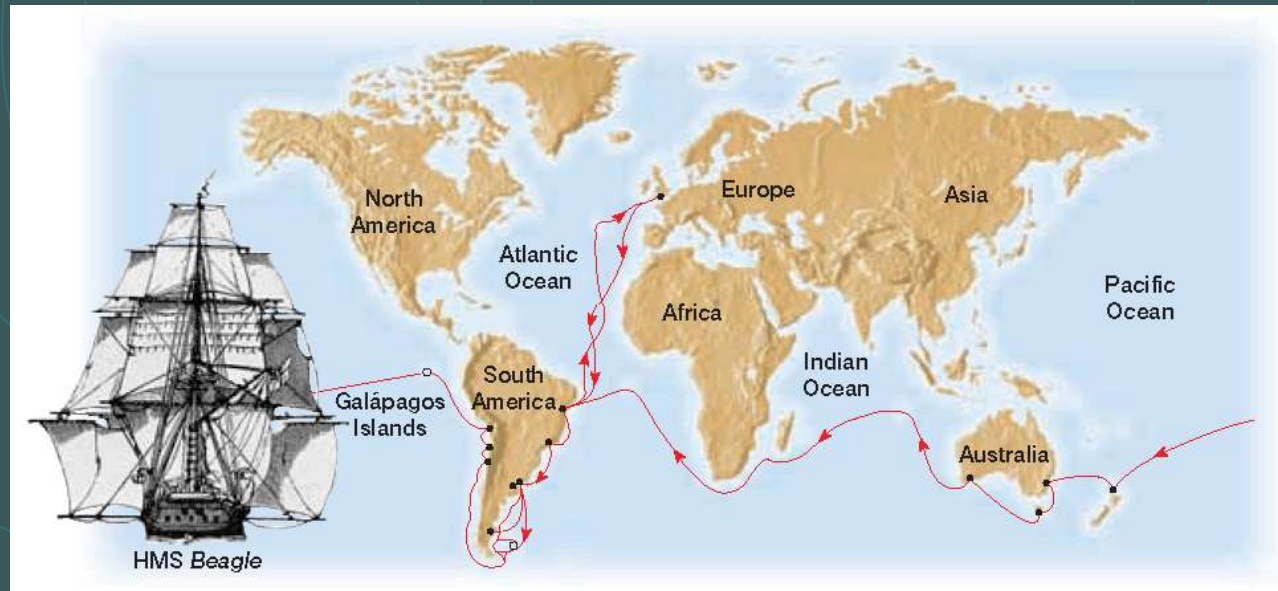 North
America
Atlantic
Ocean
Europe
Asia
Africa
Pacific
Ocean
Indian
Ocean
South
America
Galápagos
Islands
Australia
HMS Beagle